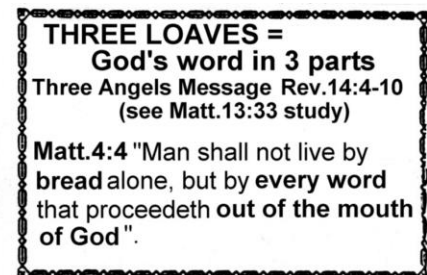 THREE LOAVES =
God's word in 3 parts
Three Angels Message Rev.14:4-10
(see Matt.13:33 study)
Matt.4:4 "Man shall not live by
bread alone, but by every word
that proceedeth out of the mouth
of God".